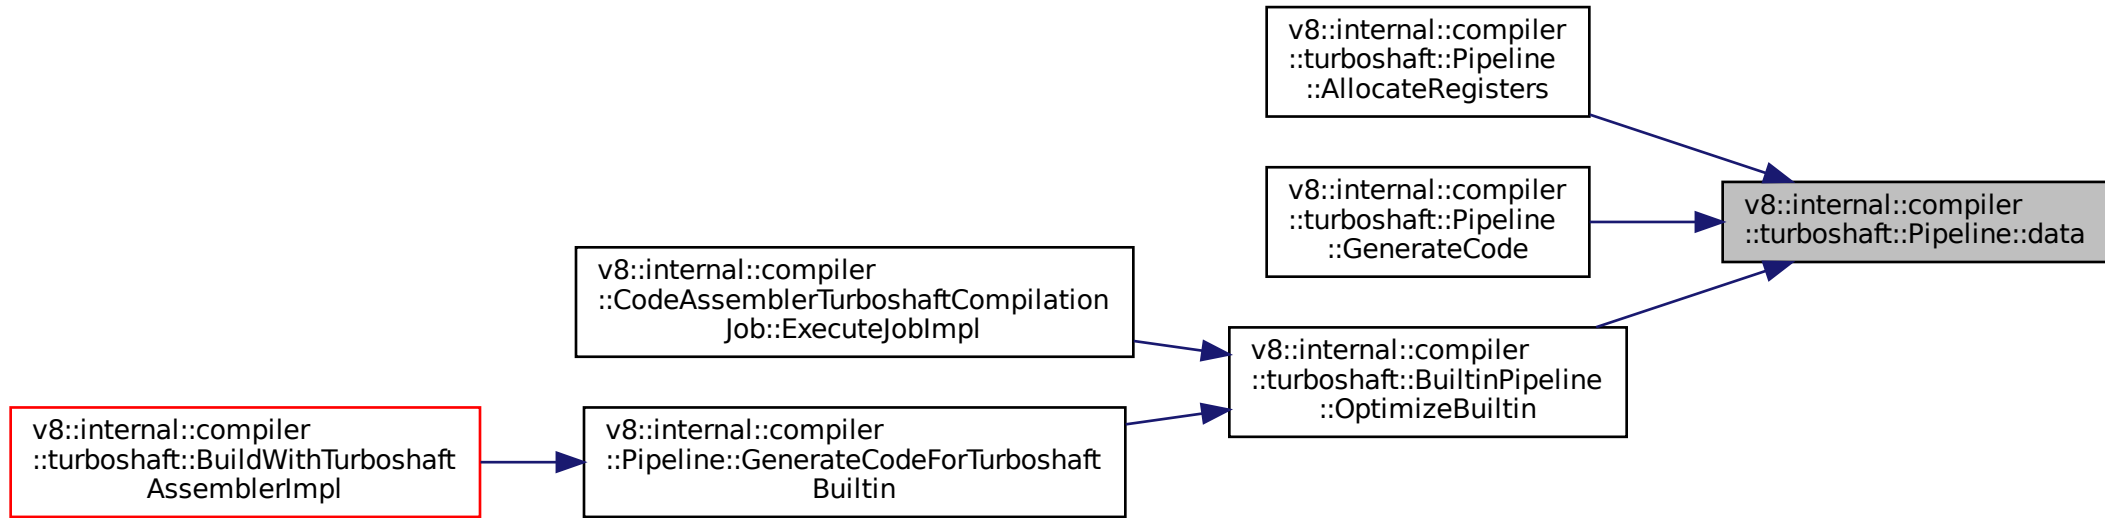 v8::internal::compiler
::turboshaft::Pipeline
::AllocateRegisters
v8::internal::compiler
::turboshaft::Pipeline
::GenerateCode
v8::internal::compiler
::turboshaft::Pipeline::data
v8::internal::compiler
::CodeAssemblerTurboshaftCompilation
Job::ExecuteJobImpl
v8::internal::compiler
::turboshaft::BuiltinPipeline
::OptimizeBuiltin
v8::internal::compiler
::turboshaft::BuildWithTurboshaft
AssemblerImpl
v8::internal::compiler
::Pipeline::GenerateCodeForTurboshaft
Builtin